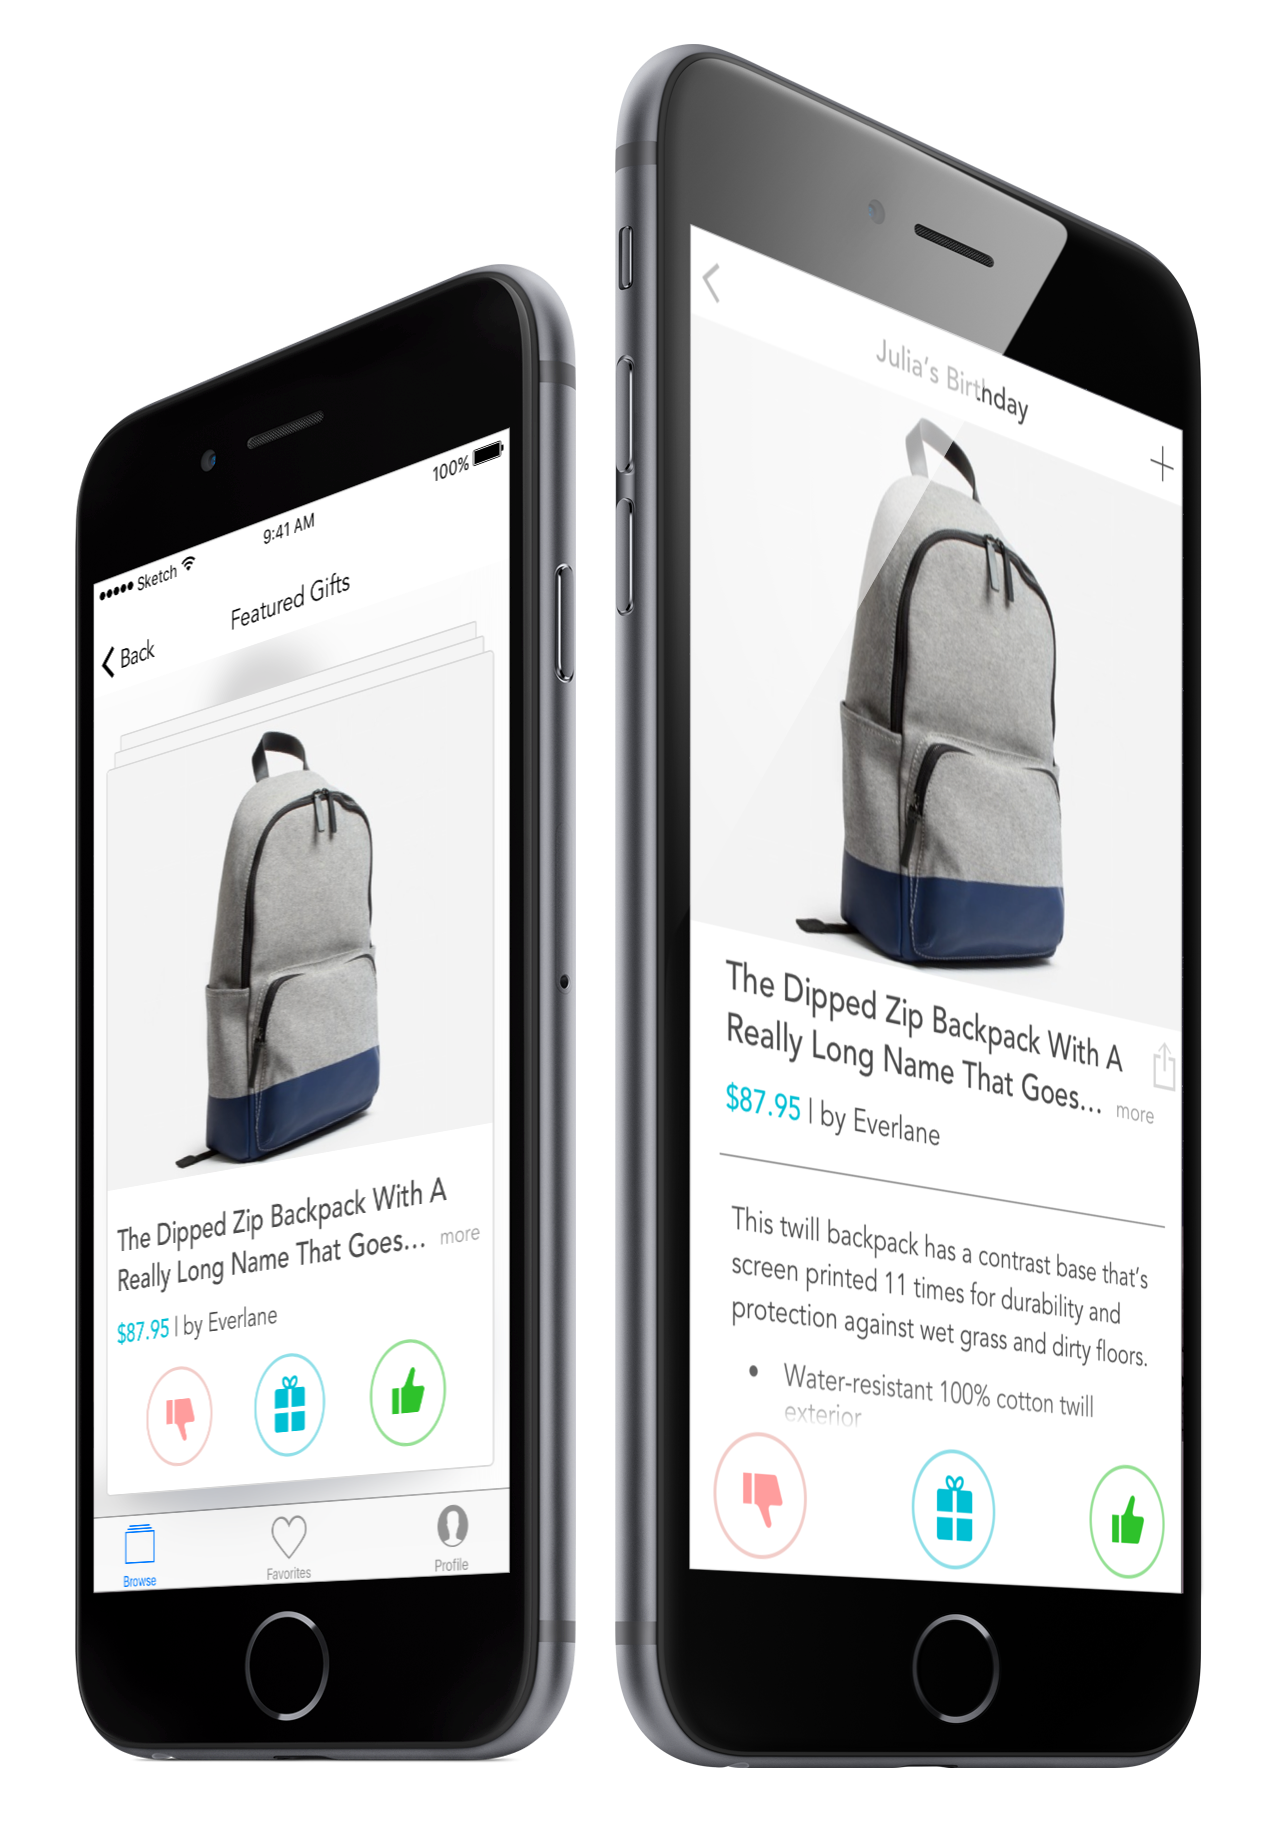 100%
9:41 AM
Sketch
Featured Gifts
Back
The Dipped Zip Backpack With A
Really Long Name That Goes... more
$87.95 | by Everlane
Browse
Favorites
Profile
Julia's Birthday
The Dipped Zip Backpack With A
Really Long Name That Goes... more
$87.95 | by Everlane
This twill backpack has a contrast base that's
screen printed 11 times for durability and
protection against wet grass and dirty floors.
• Water-resistant 100% cotton twill
exterior